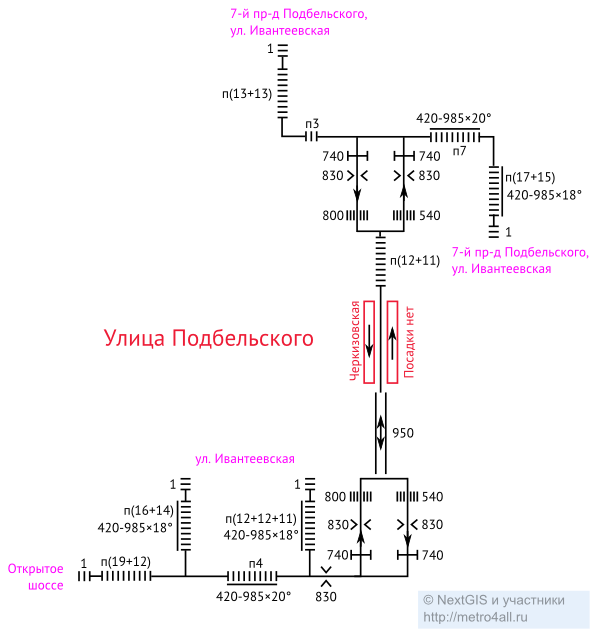 7-й пр-д Подбельского,
ул. Ивантеевская
1
п(13+13)
п3
420-985×20°
п7
740
740
830
830
п(17+15)
420-985×18°
800
540
1
7-й пр-д Подбельского,
ул. Ивантеевская
п(12+11)
Улица Подбельского
Черкизовская
Посадки нет
950
ул. Ивантеевская
1
1
800
540
п(16+14)
420-985×18°
п(12+12+11)
420-985×18°
830
830
740
740
Открытое
шоссе
1
п(19+12)
п4
420-985×20°
830
© NextGIS и участники
http://metro4all.ru